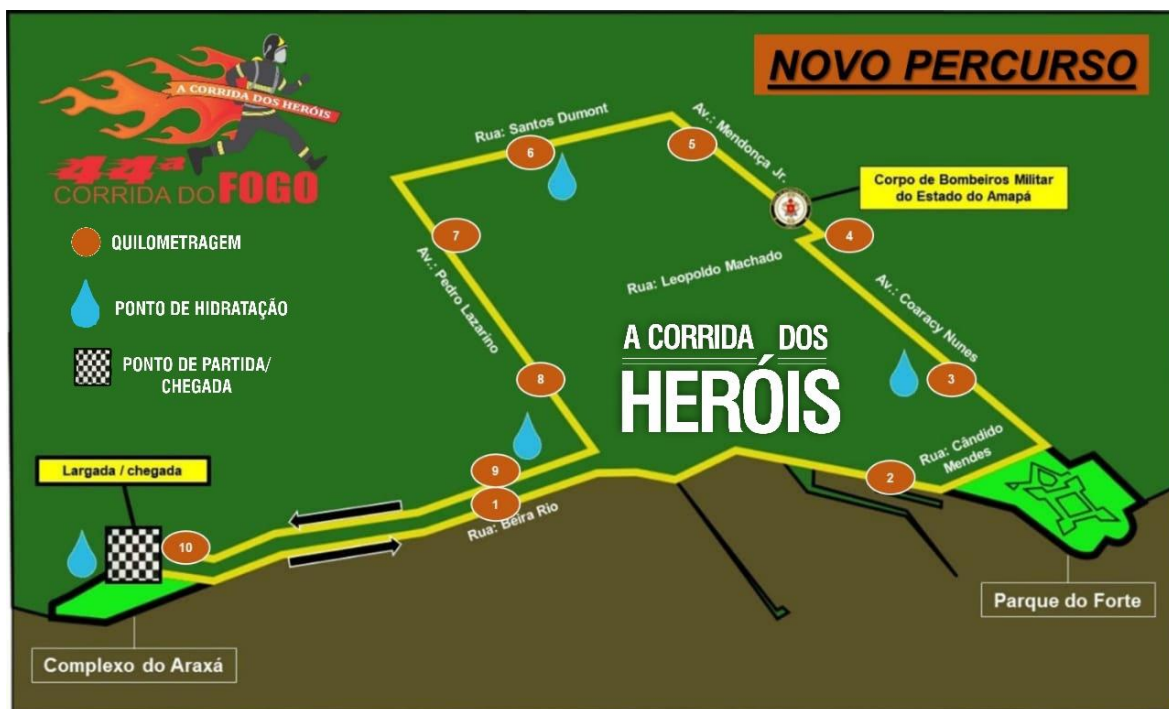 NOVO PERCURSO
A CORRIDA DOS HERÓIS
44ª
CORRIDA DO FOGO
QUILOMETRAGEM
PONTO DE HIDRATAÇÃO
PONTO DE PARTIDA/
CHEGADA
Rua: Santos Dumont
Av.: Mendonça Jr.
6
5
Corpo de Bombeiros Militar
do Estado do Amapá
7
4
Av.: Pedro Lazarino
Rua: Leopoldo Machado
Av.: Coaracy Nunes
A CORRIDA DOS
HERÓIS
8
3
Rua: Cândido
Mendes
Largada / chegada
9
1
2
Rua: Beira Rio
10
Parque do Forte
Complexo do Araxá